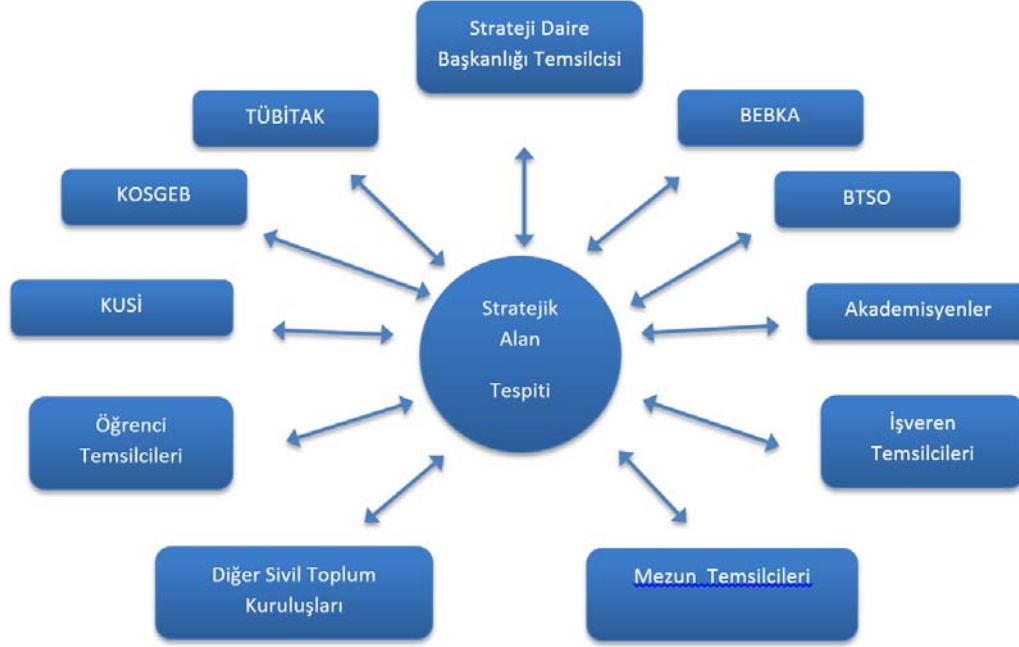 Strateji Daire
Başkanlığı Temsilcisi
TÜBİTAK
BEBKA
KOSGEB
BTSO
KUSİ
Stratejik
Alan
Tespiti
Akademisyenler
Öğrenci
Temsilcileri
İşveren
Temsilcileri
Diğer Sivil Toplum
Kuruluşları
Mezun Temsilcileri